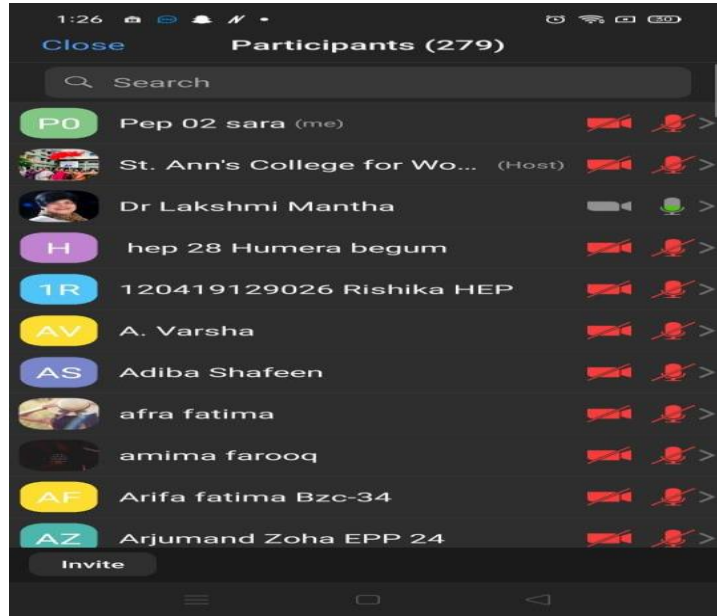 1:26 30
Close Participants (279)
Search
P0 Pep 02 sara (me)
St. Ann's College for Wo... (Host)
Dr Lakshmi Mantha
H hep 28 Humera begum
1R 120419129026 Rishika HEP
AV A. Varsha
AS Adiba Shafeen
afra fatima
amima farooq
AF Arifa fatima Bzc-34
AZ Arjumand Zoha EPP 24
Invite